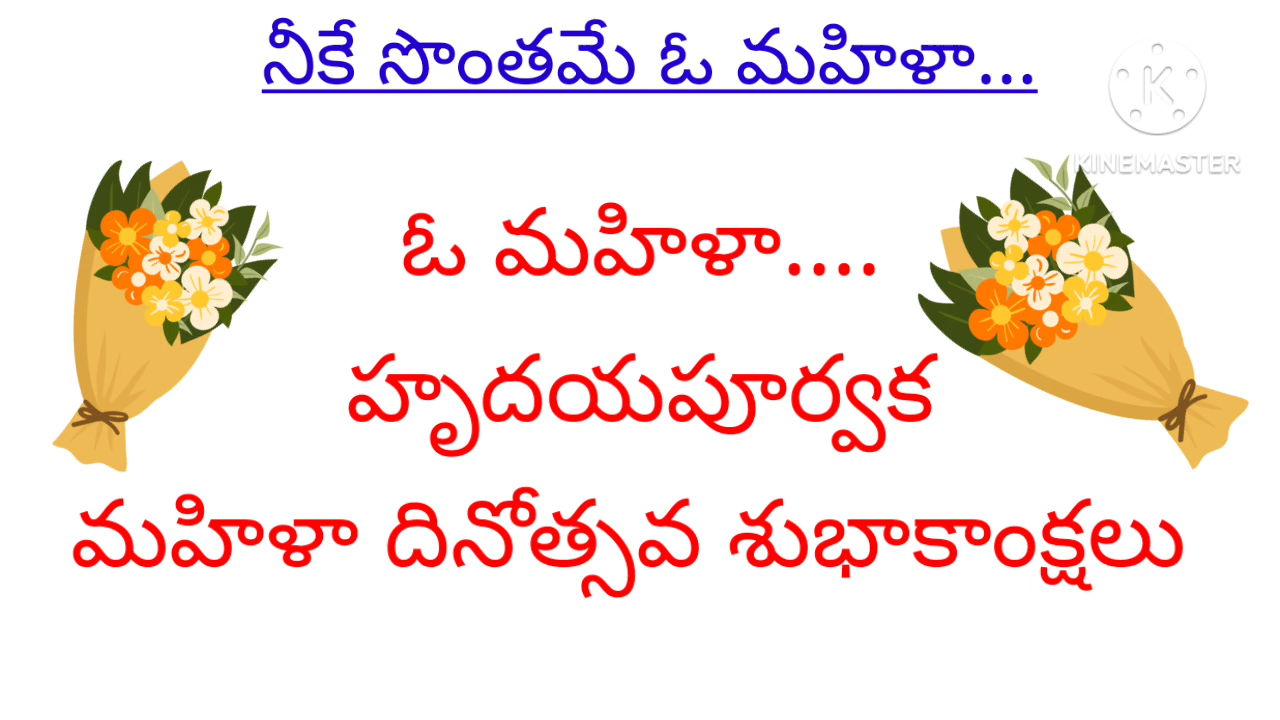 నీకే సొంతమే ఓ మహిళా...
KINEMASTER
ఓ మహిళా....
హృదయపూర్వక
మహిళా దినోత్సవ శుభాకాంక్షలు